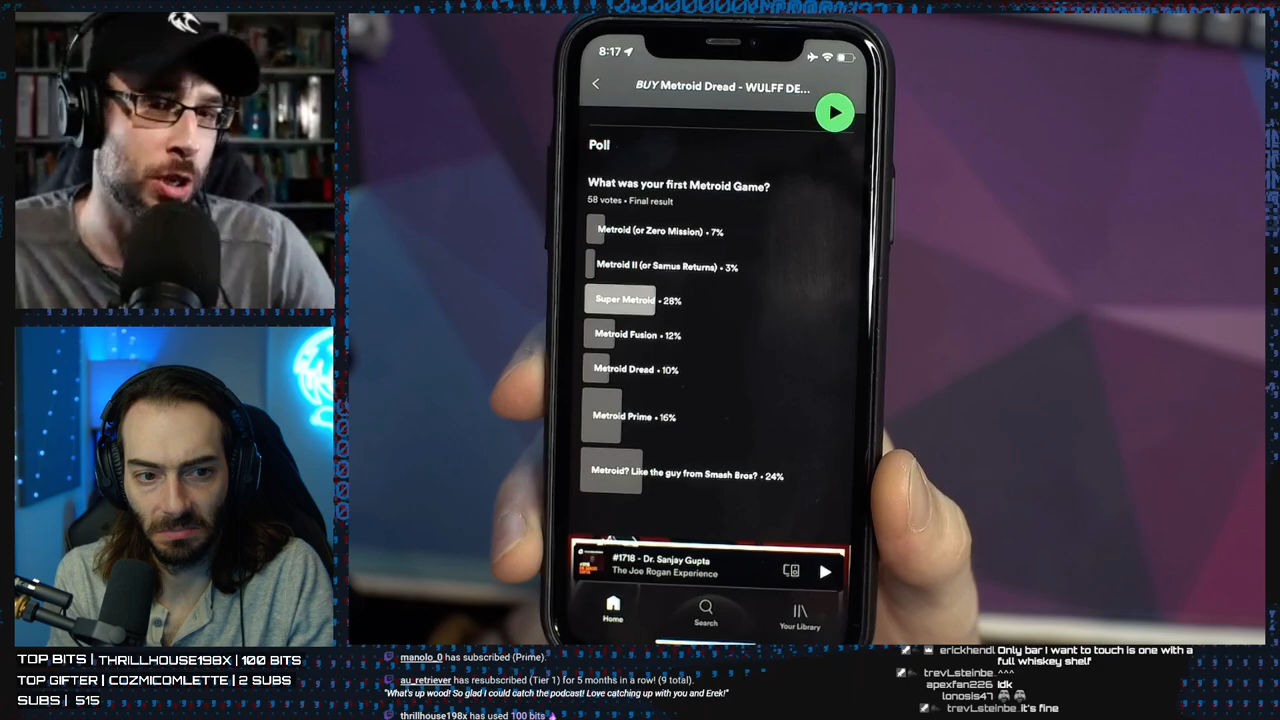 8:17
BUY Metroid Dread - WULFF DE...
Poll
What was your first Metroid Game?
58 votes • Final result
Metroid (or Zero Mission) • 7%
Metroid II (or Samus Returns) • 3%
Super Metroid • 28%
Metroid Fusion • 12%
Metroid Dread • 10%
Metroid Prime • 16%
Metroid? Like the guy from Smash Bros? • 24%
#1718 - Dr. Sanjay Gupta
The Joe Rogan Experience
Home
Search
Your Library
TOP BITS | THRILLHOUSE198X | 100 BITS
TOP GIFTER | COZMICOMLETTE | 2 SUBS
SUBS | 515
manolo_0 has subscribed (Prime).
au_retriever has resubscribed (Tier 1) for 5 months in a row! (9 total).
"What's up wood! So glad I could catch the podcast! Love catching up with you and Erek!"
thrillhouse198x has used 100 bits
erickhendl Only bar I want to touch is one with a
full whiskey shelf
trevLsteinbe ^^^
apexfan226 idk
lonosis47
trevLsteinbe it's fine